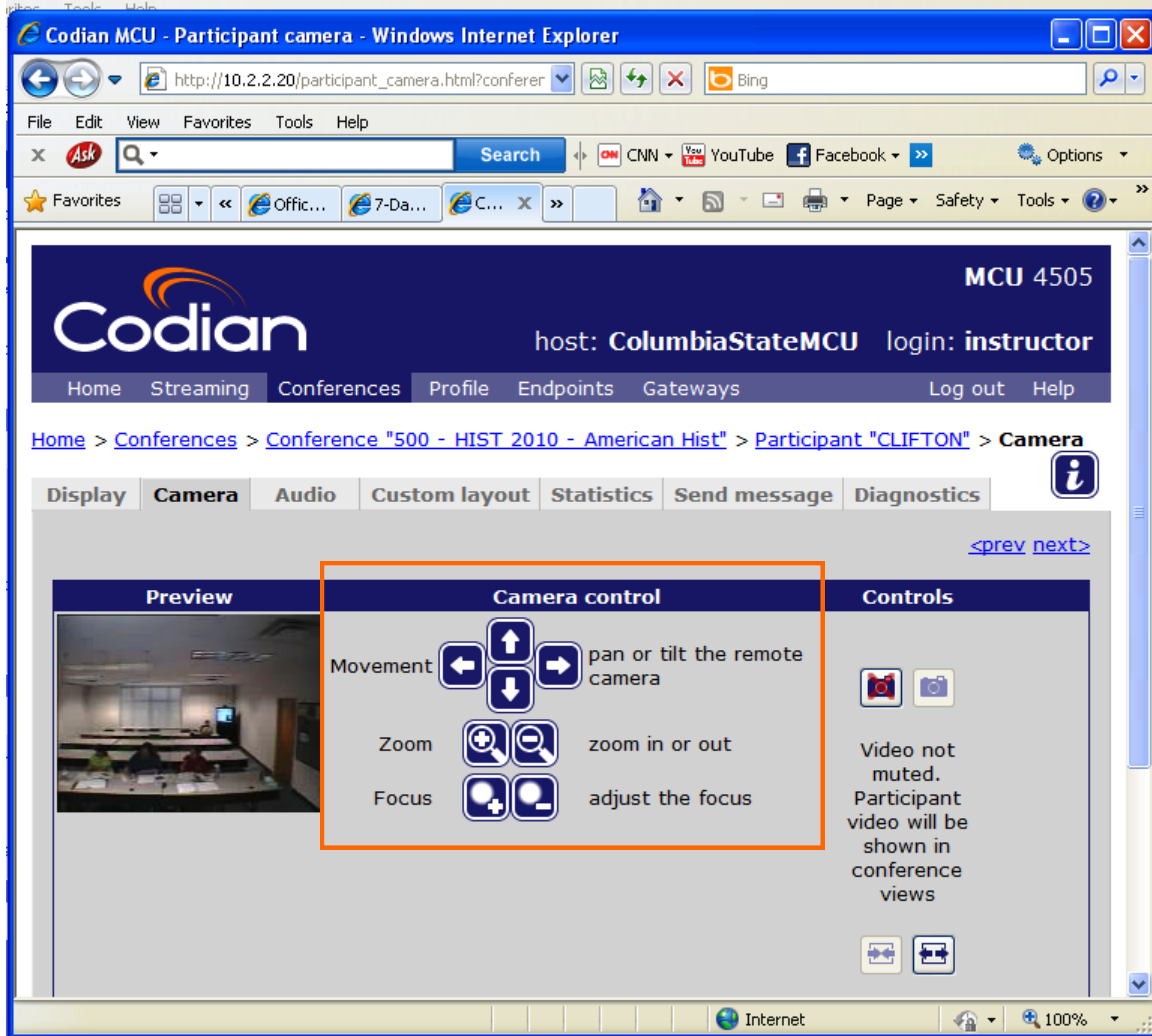 Tools Help
Codian MCU - Participant camera - Windows Internet Explorer
http://10.2.2.20/participant_camera.html?conferer
Bing
File Edit View Favorites Tools Help
x Ask Search CNN You Tube YouTube Facebook » Options
Favorites « Offic... 7-Da... C... X » Page Safety Tools »
MCU 4505
Codian
host: ColumbiaStateMCU login: instructor
Home Streaming Conferences Profile Endpoints Gateways Log out Help
Home > Conferences > Conference "500 - HIST 2010 - American Hist" > Participant "CLIFTON" > Camera
i
Display Camera Audio Custom layout Statistics Send message Diagnostics
<prev next>
Preview Camera control Controls
Movement pan or tilt the remote
camera
Zoom zoom in or out
Focus adjust the focus
Video not
muted.
Participant
video will be
shown in
conference
views
Internet 100%